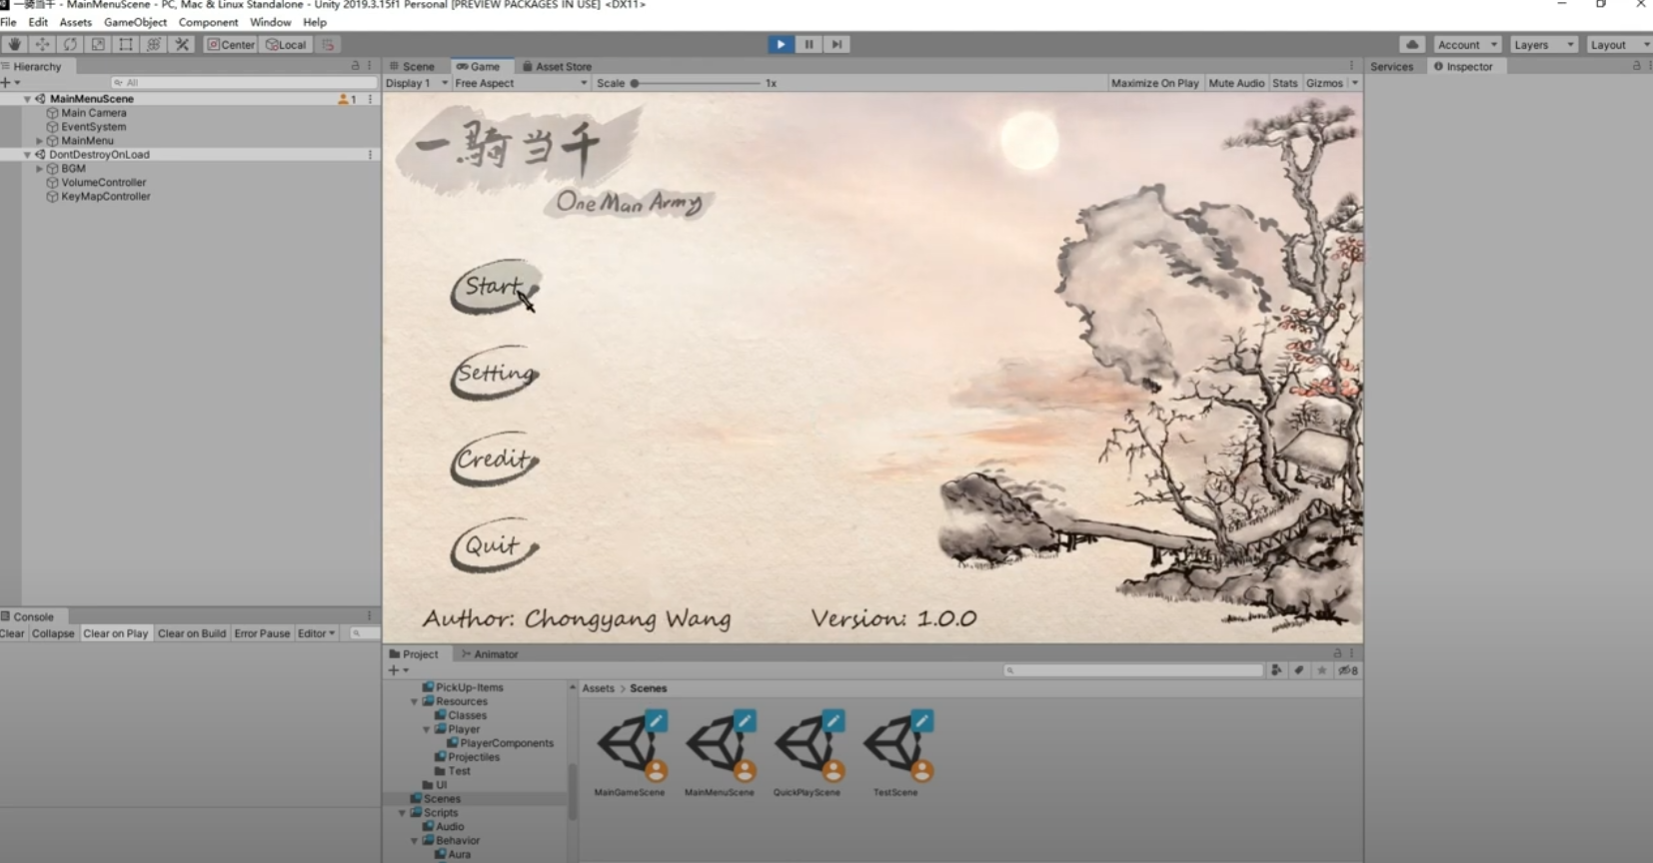 一骑当千 - MainMenuScene - PC, Mac & Linux Standalone - Unity 2019.3.15f1 Personal [PREVIEW PACKAGES IN USE] <DX11>
File Edit Assets GameObject Component Window Help
Center Local Account Layers Layout
Hierarchy Scene Game Asset Store Services Inspector
All Display 1 Free Aspect Scale 1x Maximize On Play Mute Audio Stats Gizmos
MainMenuScene 1
Main Camera
EventSystem
MainMenu
DontDestroyOnLoad
BGM
VolumeController
KeyMapController
一騎当千
One Man Army
Start
Setting
Credit
Quit
Author: Chongyang Wang Version: 1.0.0
Console
Clear Collapse Clear on Play Clear on Build Error Pause Editor
Project Animator
8
PickUp-Items
Resources
Classes
Player
PlayerComponents
Projectiles
Test
UI
Scenes
Scripts
Audio
Behavior
Aura
Assets > Scenes
MainGameScene MainMenuScene QuickPlayScene TestScene